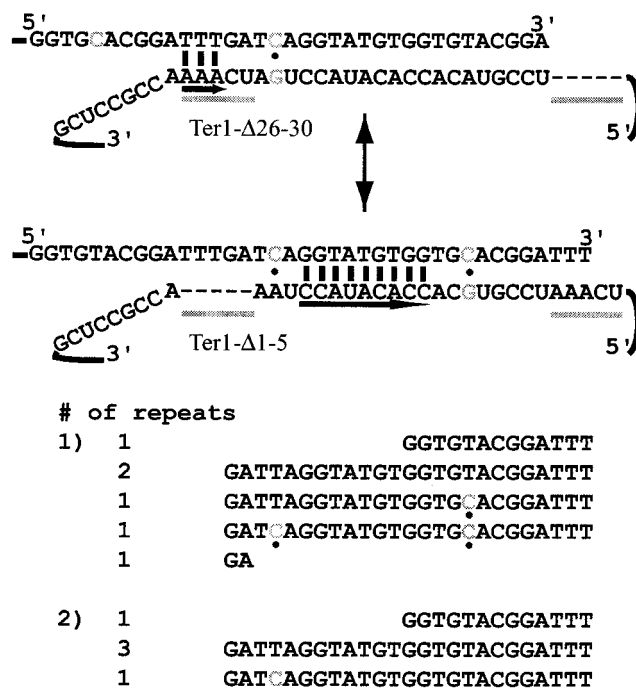 5' 3'
GGTGCACGGATTTGATCAGGTATGTGGTGTACGGA
GCUCCGCC AAAACUAGUCCAUACACCACAUGCCU-----
3' Ter1-Δ26-30 5'
5' 3'
GGTGTACGGATTTGATCAGGTATGTGGTGCACGGATTT
GCUCCGCC A-----AAUCCAUACACCACGUGCCUAAACU
3' Ter1-Δ1-5 5'
# of repeats
1) 1 GGTGTACGGATTT
2 GATTAGGTATGTGGTGTACGGATTT
1 GATTAGGTATGTGGTGCACGGATTT
1 GATCAGGTATGTGGTGCACGGATTT
1 GA
2) 1 GGTGTACGGATTT
3 GATTAGGTATGTGGTGTACGGATTT
1 GATCAGGTATGTGGTGTACGGATTT